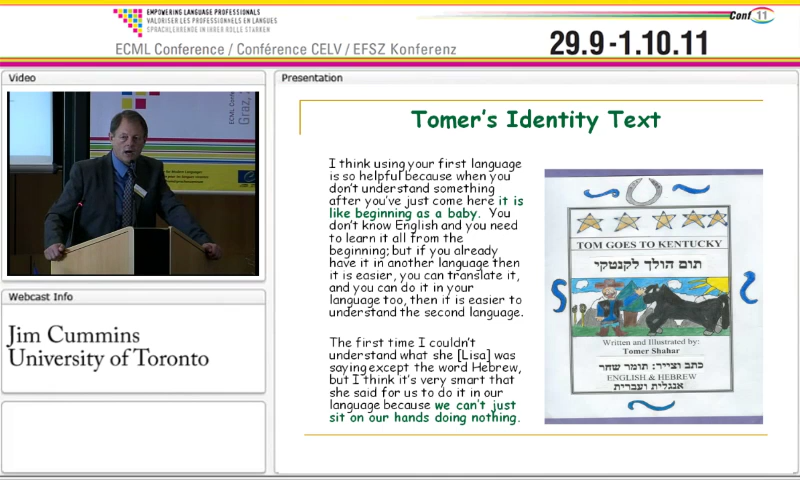 EMPOWERING LANGUAGE PROFESSIONALS
VALORISER LES PROFESSIONNELS EN LANGUES
SPRACHLEHRENDE IN IHRER ROLLE STÄRKEN
ECML Conference / Conférence CELV / EFSZ Konferenz
Conf 11
29.9-1.10.11
Video
ECML Conf
Graz,
Webcast Info
Jim Cummins
University of Toronto
Presentation
Tomer's Identity Text
I think using your first language
is so helpful because when you
don't understand something
after you've just come here it is
like beginning as a baby. You
don't know English and you need
to learn it all from the
beginning; but if you already
have it in another language then
it is easier, you can translate it,
and you can do it in your
language too, then it is easier to
understand the second language.
The first time I couldn't
understand what she [Lisa] was
saying except the word Hebrew,
but I think it's very smart that
she said for us to do it in our
language because we can't just
sit on our hands doing nothing.
TOM GOES TO KENTUCKY
תום הולך לקנטקי
Written and Illustrated by:
Tomer Shahar
כתב וצייר: תומר שחר
ENGLISH & HEBREW
אנגלית ועברית